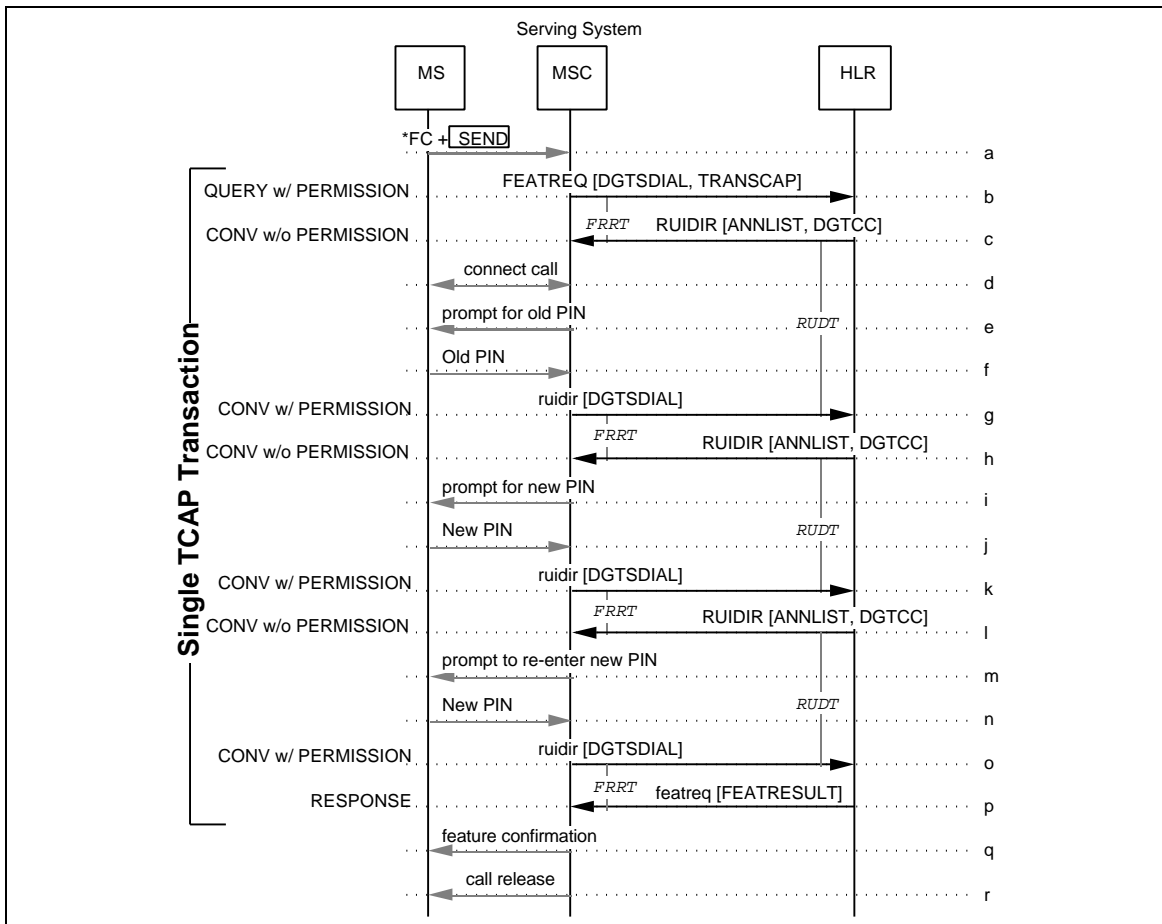 Serving System
MS
MSC
HLR
*FC + SEND
a
QUERY w/ PERMISSION
FEATREQ [DGTSDIAL, TRANSCAP]
b
FRRT
CONV w/o PERMISSION
RUIDIR [ANNLIST, DGTCC]
c
connect call
d
prompt for old PIN
RUDT
e
Old PIN
f
CONV w/ PERMISSION
ruidir [DGTSDIAL]
g
FRRT
CONV w/o PERMISSION
RUIDIR [ANNLIST, DGTCC]
h
prompt for new PIN
i
New PIN
RUDT
j
CONV w/ PERMISSION
ruidir [DGTSDIAL]
k
FRRT
CONV w/o PERMISSION
RUIDIR [ANNLIST, DGTCC]
l
prompt to re-enter new PIN
m
New PIN
RUDT
n
CONV w/ PERMISSION
ruidir [DGTSDIAL]
o
FRRT
RESPONSE
featreq [FEATRESULT]
p
feature confirmation
q
call release
r
Single TCAP Transaction